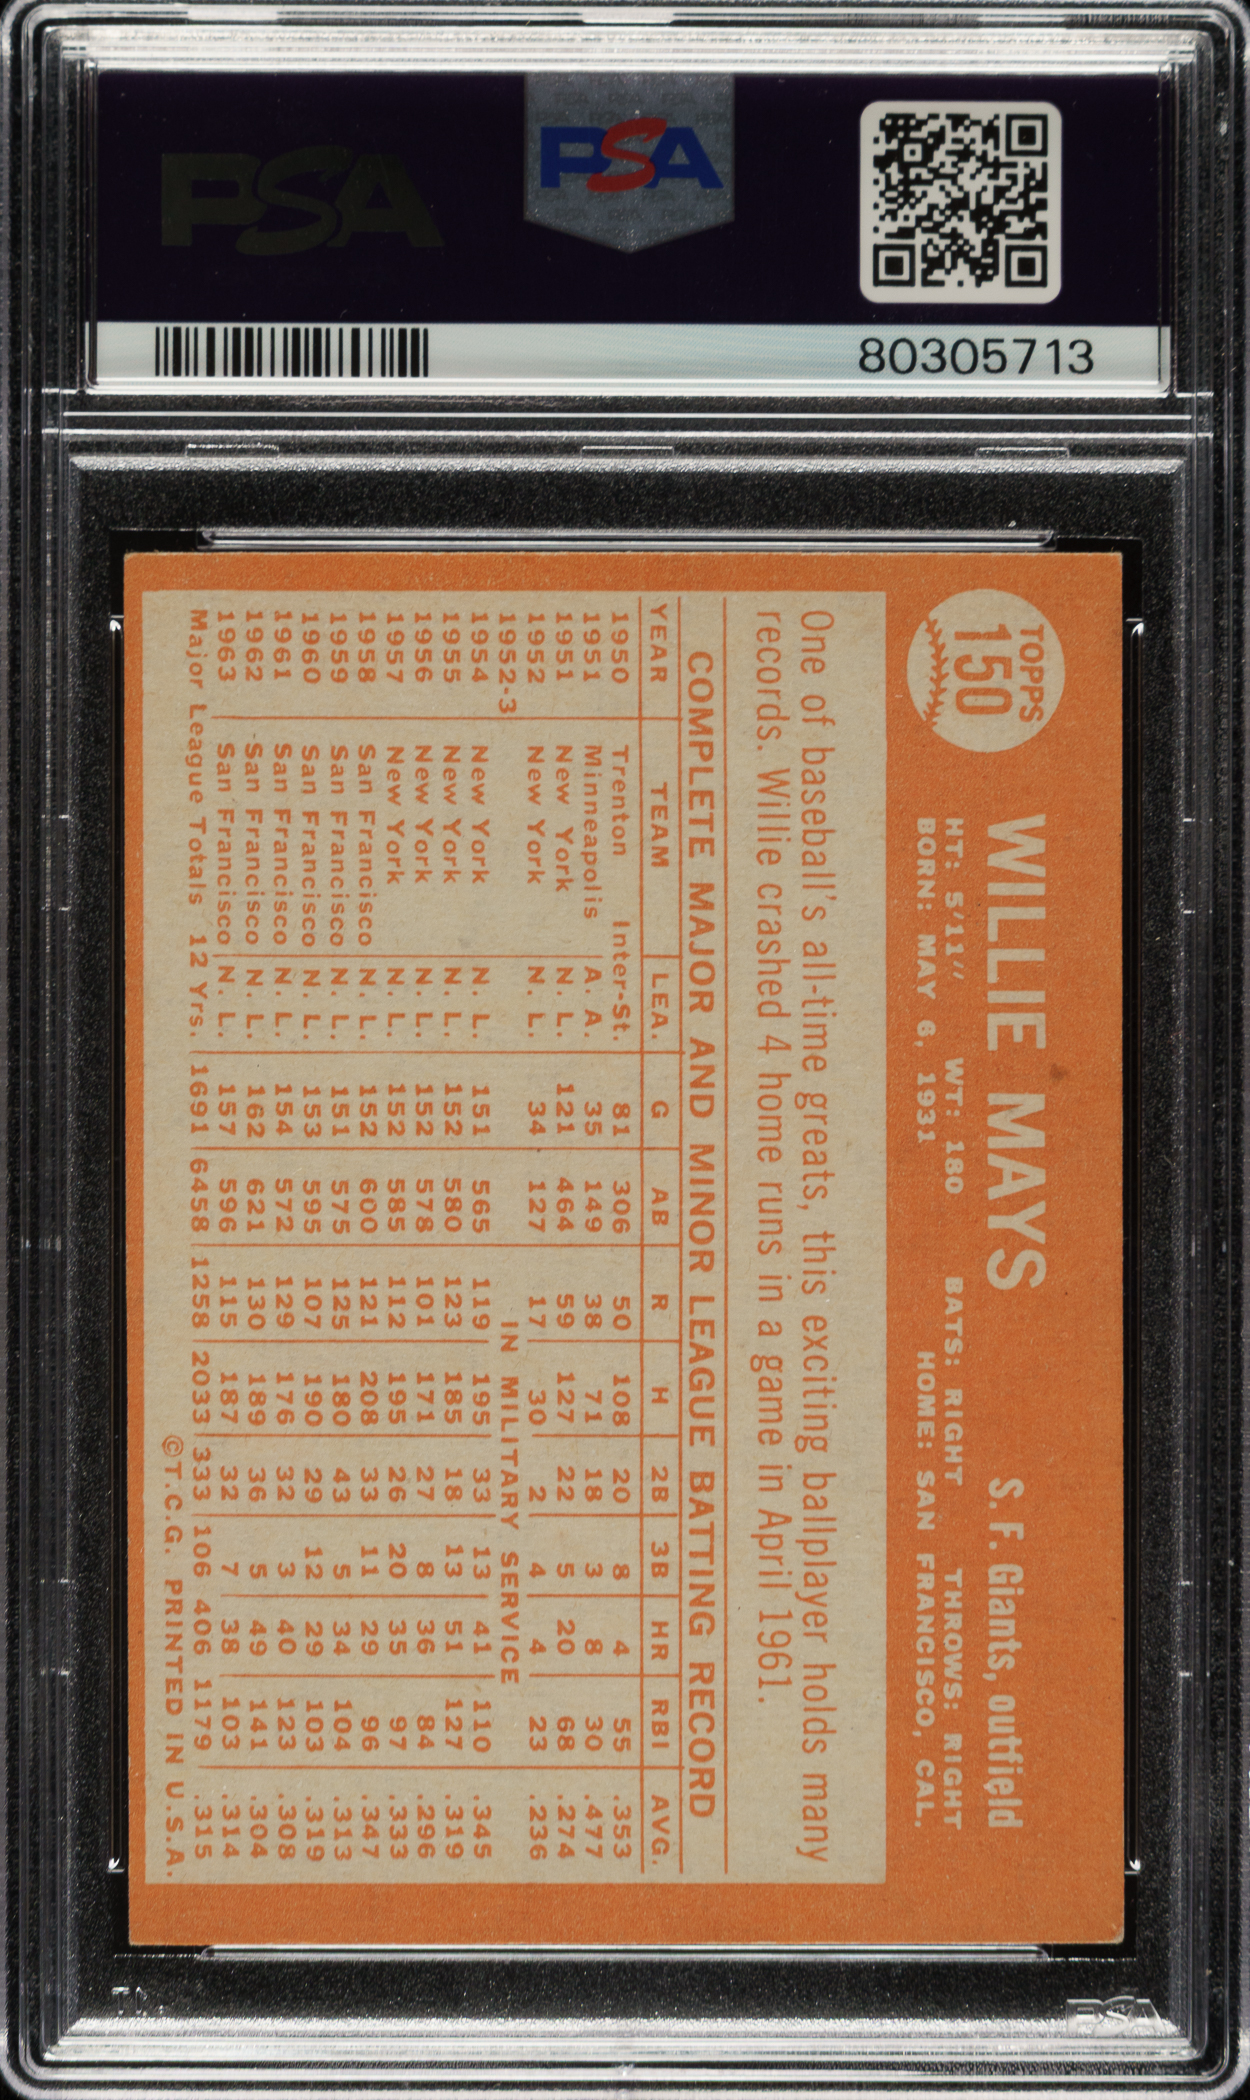 PSA
PSA
80305713
TOPPS
150
WILLIE MAYS S. F. Giants, outfield
HT: 5'11" WT: 180 BATS: RIGHT THROWS: RIGHT
BORN: MAY 6, 1931 HOME: SAN FRANCISCO, CAL.
One of baseball's all-time greats, this exciting ballplayer holds many
records. Willie crashed 4 home runs in a game in April 1961.
COMPLETE MAJOR AND MINOR LEAGUE BATTING RECORD
YEAR TEAM LEA. G AB R H 2B 3B HR RBI AVG.
1950 Trenton Inter-St. 81 306 50 108 20 8 4 55 .353
1951 Minneapolis A. A. 35 149 38 71 18 3 8 30 .477
1951 New York N. L. 121 464 59 127 22 5 20 68 .274
1952 New York N. L. 34 127 17 30 2 4 4 23 .236
1952-3 IN MILITARY SERVICE
1954 New York N. L. 151 565 119 195 33 13 41 110 .345
1955 New York N. L. 152 580 123 185 18 13 51 127 .319
1956 New York N. L. 152 578 101 171 27 8 36 84 .296
1957 New York N. L. 152 585 112 195 26 20 35 97 .333
1958 San Francisco N. L. 152 600 121 208 33 11 29 96 .347
1959 San Francisco N. L. 151 575 125 180 43 5 34 104 .313
1960 San Francisco N. L. 153 595 107 190 29 12 29 103 .319
1961 San Francisco N. L. 154 572 129 176 32 3 40 123 .308
1962 San Francisco N. L. 162 621 130 189 36 5 49 141 .304
1963 San Francisco N. L. 157 596 115 187 32 7 38 103 .314
Major League Totals 12 Yrs. 1691 6458 1258 2033 333 106 406 1179 .315
©T.C.G. PRINTED IN U.S.A.
PSA